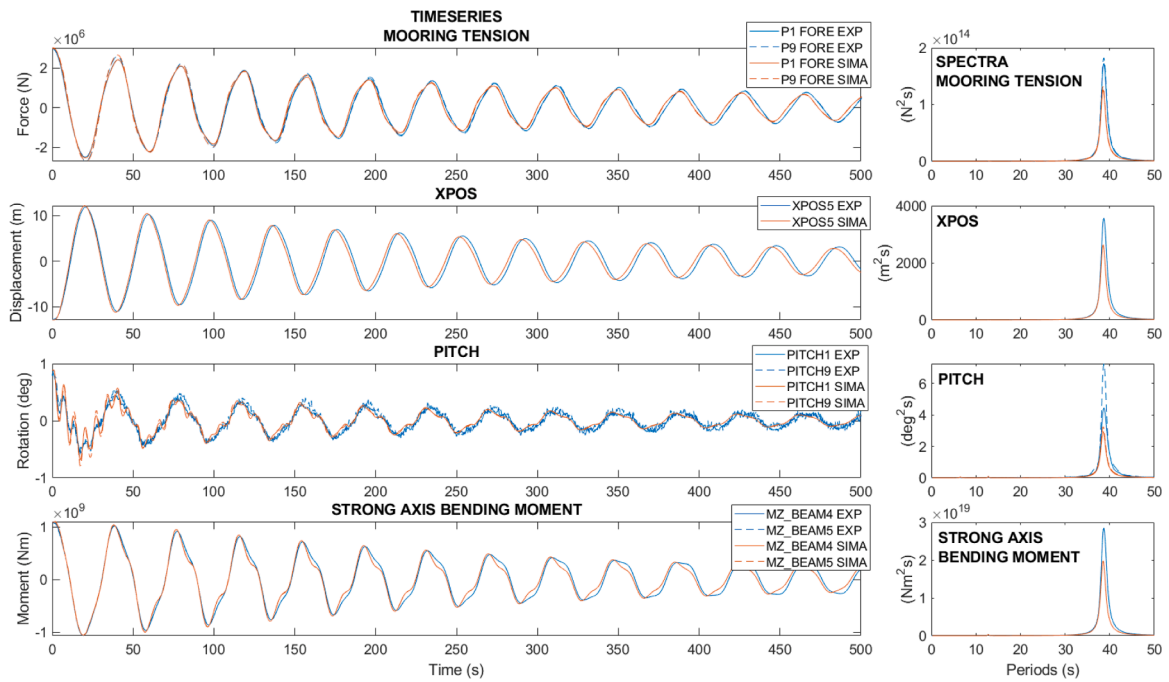 TIMESERIES
MOORING TENSION
×10⁶
Force (N)
2
0
-2
0 50 100 150 200 250 300 350 400 450 500
P1 FORE EXP
P9 FORE EXP
P1 FORE SIMA
P9 FORE SIMA
×10¹⁴
SPECTRA
MOORING TENSION
(N²s)
2
1
0
0 10 20 30 40 50
XPOS
Displacement (m)
10
0
-10
0 50 100 150 200 250 300 350 400 450 500
XPOS5 EXP
XPOS5 SIMA
XPOS
(m²s)
4000
2000
0
0 10 20 30 40 50
PITCH
Rotation (deg)
1
0
-1
0 50 100 150 200 250 300 350 400 450 500
PITCH1 EXP
PITCH9 EXP
PITCH1 SIMA
PITCH9 SIMA
PITCH
(deg²s)
6
4
2
0
0 10 20 30 40 50
STRONG AXIS BENDING MOMENT
×10⁹
Moment (Nm)
1
0
-1
0 50 100 150 200 250 300 350 400 450 500
Time (s)
MZ_BEAM4 EXP
MZ_BEAM5 EXP
MZ_BEAM4 SIMA
MZ_BEAM5 SIMA
×10¹⁹
STRONG AXIS
BENDING MOMENT
(Nm²s)
3
2
1
0
0 10 20 30 40 50
Periods (s)